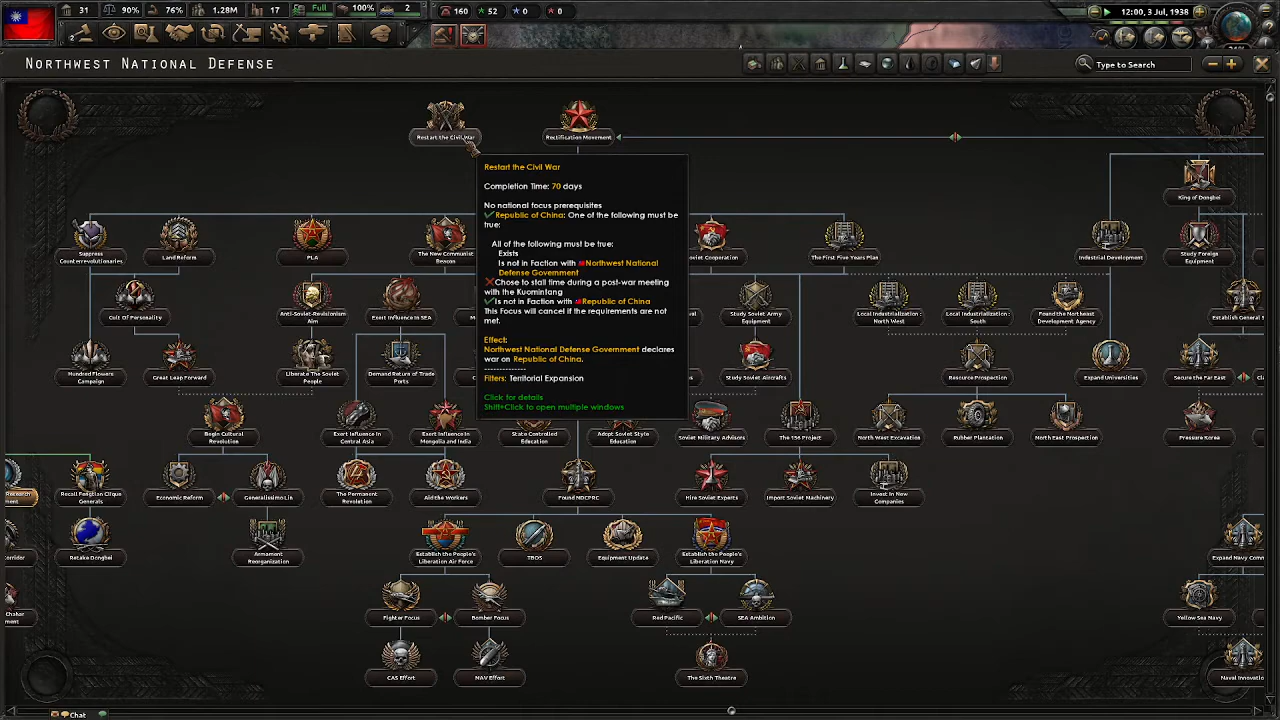 31 90% 76% 1.28M 17 Full 100% 2 160 52 0 0 12:00, 3 Jul, 1938
Northwest National Defense
Type to Search
Restart the Civil War
Rectification Movement
Restart the Civil War
Completion Time: 70 days
No national focus prerequisites
Republic of China: One of the following must be
true:
All of the following must be true:
Exists
Is not in Faction with Northwest National
Defense Government
Chose to stall time during a post-war meeting
with the Kuomintang
Is not in Faction with Republic of China
This Focus will cancel if the requirements are not
met.
Effect:
Northwest National Defense Government declares
war on Republic of China.
--------------
Filters: Territorial Expansion
Click for details
Shift+Click to open multiple windows
King of Dongbei
Suppress
Counterrevolutionaries
Land Reform
PLA
The New Communist
Beacon
Soviet Cooperation
The First Five Years Plan
Industrial Development
Study Foreign
Equipment
Cult Of Personality
Anti-Soviet-Revisionism
Aim
Exert Influence In SEA
Study Soviet Army
Equipment
Local Industrialization
: North West
Local Industrialization
: South
Found the Northeast
Development Agency
Establish General S
Hundred Flowers
Campaign
Great Leap Forward
Liberate The Soviet
People
Demand Return of Trade
Ports
Study Soviet Aircrafts
Resource Prospection
Expand Universities
Secure the Far East
Begin Cultural
Revolution
Exert Influence In
Central Asia
Exert Influence In
Mongolia and India
State Controlled
Education
Adopt Soviet Style
Education
Soviet Military Advisors
The 156 Project
North West Excavation
Rubber Plantation
North East Prospection
Pressure Korea
Research
Recall Fengtian Clique
Generals
Economic Reform
Generalissimo Lin
The Permanent
Revolution
Aid the Workers
Found NDCPRC
Hire Soviet Experts
Import Soviet Machinery
Invest In New
Companies
Corridor
Retake Dongbei
Armament
Reorganization
Establish the People's
Liberation Air Force
TBOS
Equipment Update
Establish the People's
Liberation Navy
Expand Navy Com
Chahar
Fighter Focus
Bomber Focus
Red Pacific
SEA Ambition
Yellow Sea Navy
CAS Effort
NAV Effort
The Sixth Theatre
Naval Innovatio
Chat